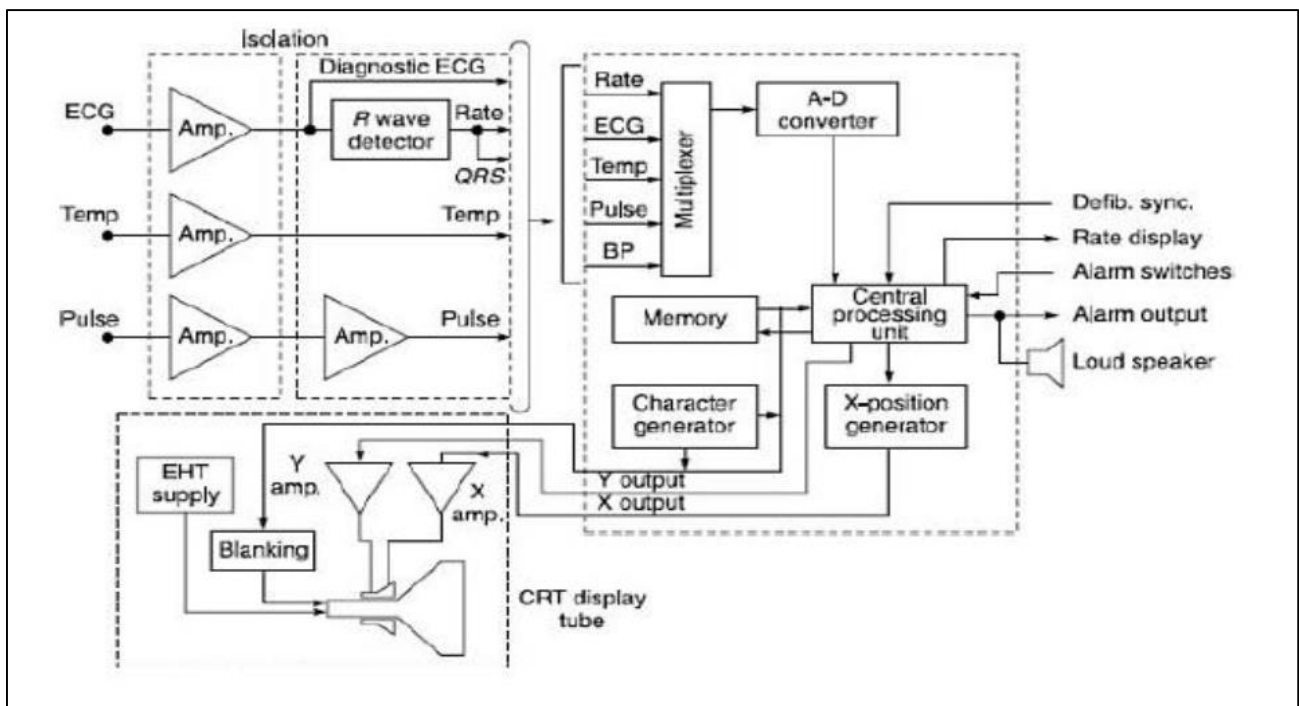 Isolation
Diagnostic ECG
ECG
Amp.
R wave
detector
Rate
QRS
Temp
Amp.
Temp
Pulse
Amp.
Amp.
Pulse
Rate
ECG
Temp
Pulse
BP
Multiplexer
A-D
converter
Defib. sync.
Rate display
Alarm switches
Alarm output
Loud speaker
Memory
Central
processing
unit
Character
generator
X-position
generator
Y output
X output
EHT
supply
Y
amp.
X
amp.
Blanking
CRT display
tube